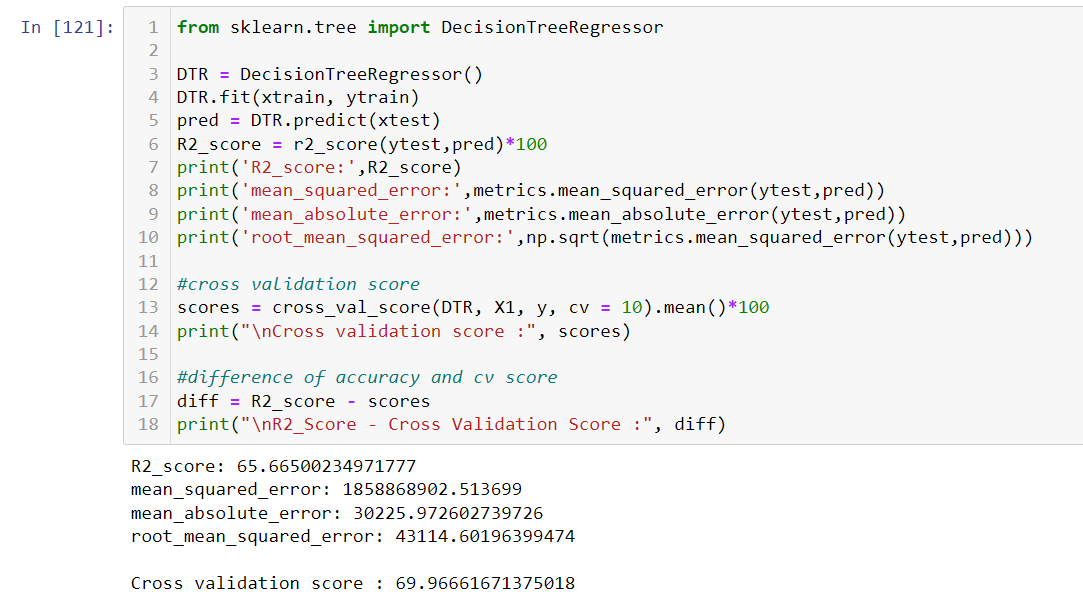 In [121]:
1 from sklearn.tree import DecisionTreeRegressor
2
3 DTR = DecisionTreeRegressor()
4 DTR.fit(xtrain, ytrain)
5 pred = DTR.predict(xtest)
6 R2_score = r2_score(ytest,pred)*100
7 print('R2_score:',R2_score)
8 print('mean_squared_error:',metrics.mean_squared_error(ytest,pred))
9 print('mean_absolute_error:',metrics.mean_absolute_error(ytest,pred))
10 print('root_mean_squared_error:',np.sqrt(metrics.mean_squared_error(ytest,pred)))
11
12 #cross validation score
13 scores = cross_val_score(DTR, X1, y, cv = 10).mean()*100
14 print("\nCross validation score :", scores)
15
16 #difference of accuracy and cv score
17 diff = R2_score - scores
18 print("\nR2_Score - Cross Validation Score :", diff)
R2_score: 65.66500234971777
mean_squared_error: 1858868902.513699
mean_absolute_error: 30225.972602739726
root_mean_squared_error: 43114.60196399474
Cross validation score : 69.96661671375018